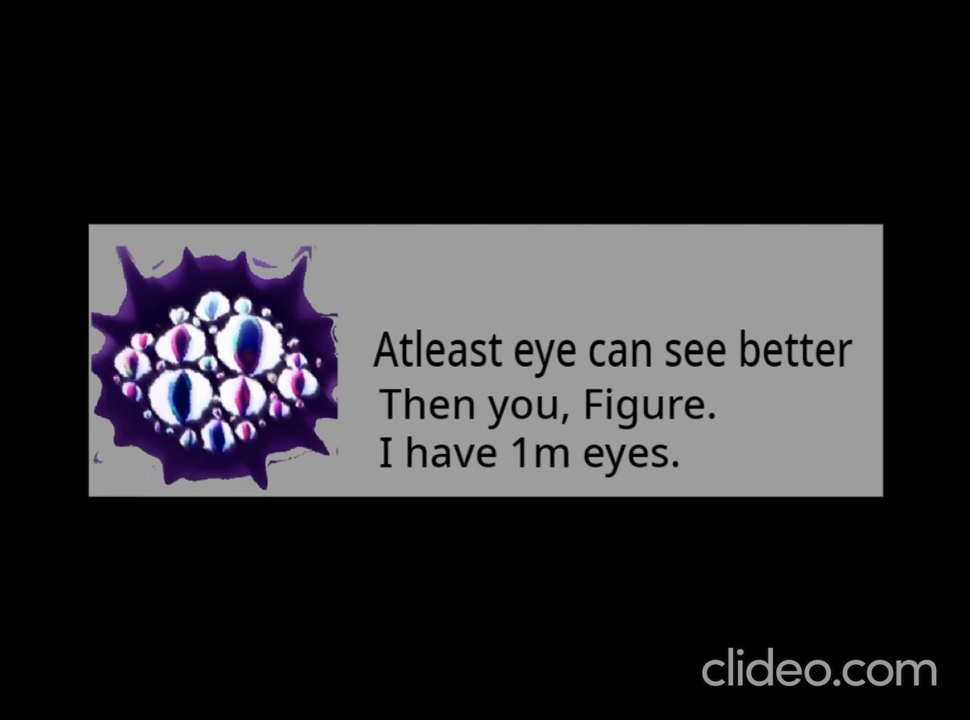 Atleast eye can see better
Then you, Figure.
I have 1m eyes.
clideo.com